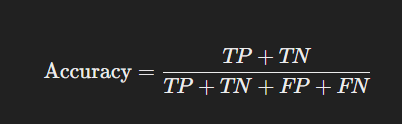 Accuracy = TP + TN / TP + TN + FP + FN